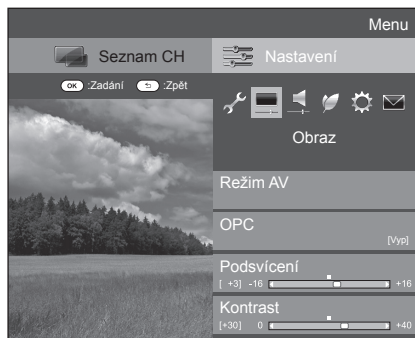 Menu
Seznam CH
Nastavení
OK :Zadání :Zpět
Obraz
Režim AV
OPC
[Vyp]
Podsvícení
[ +3] -16 +16
Kontrast
[+30] 0 +40